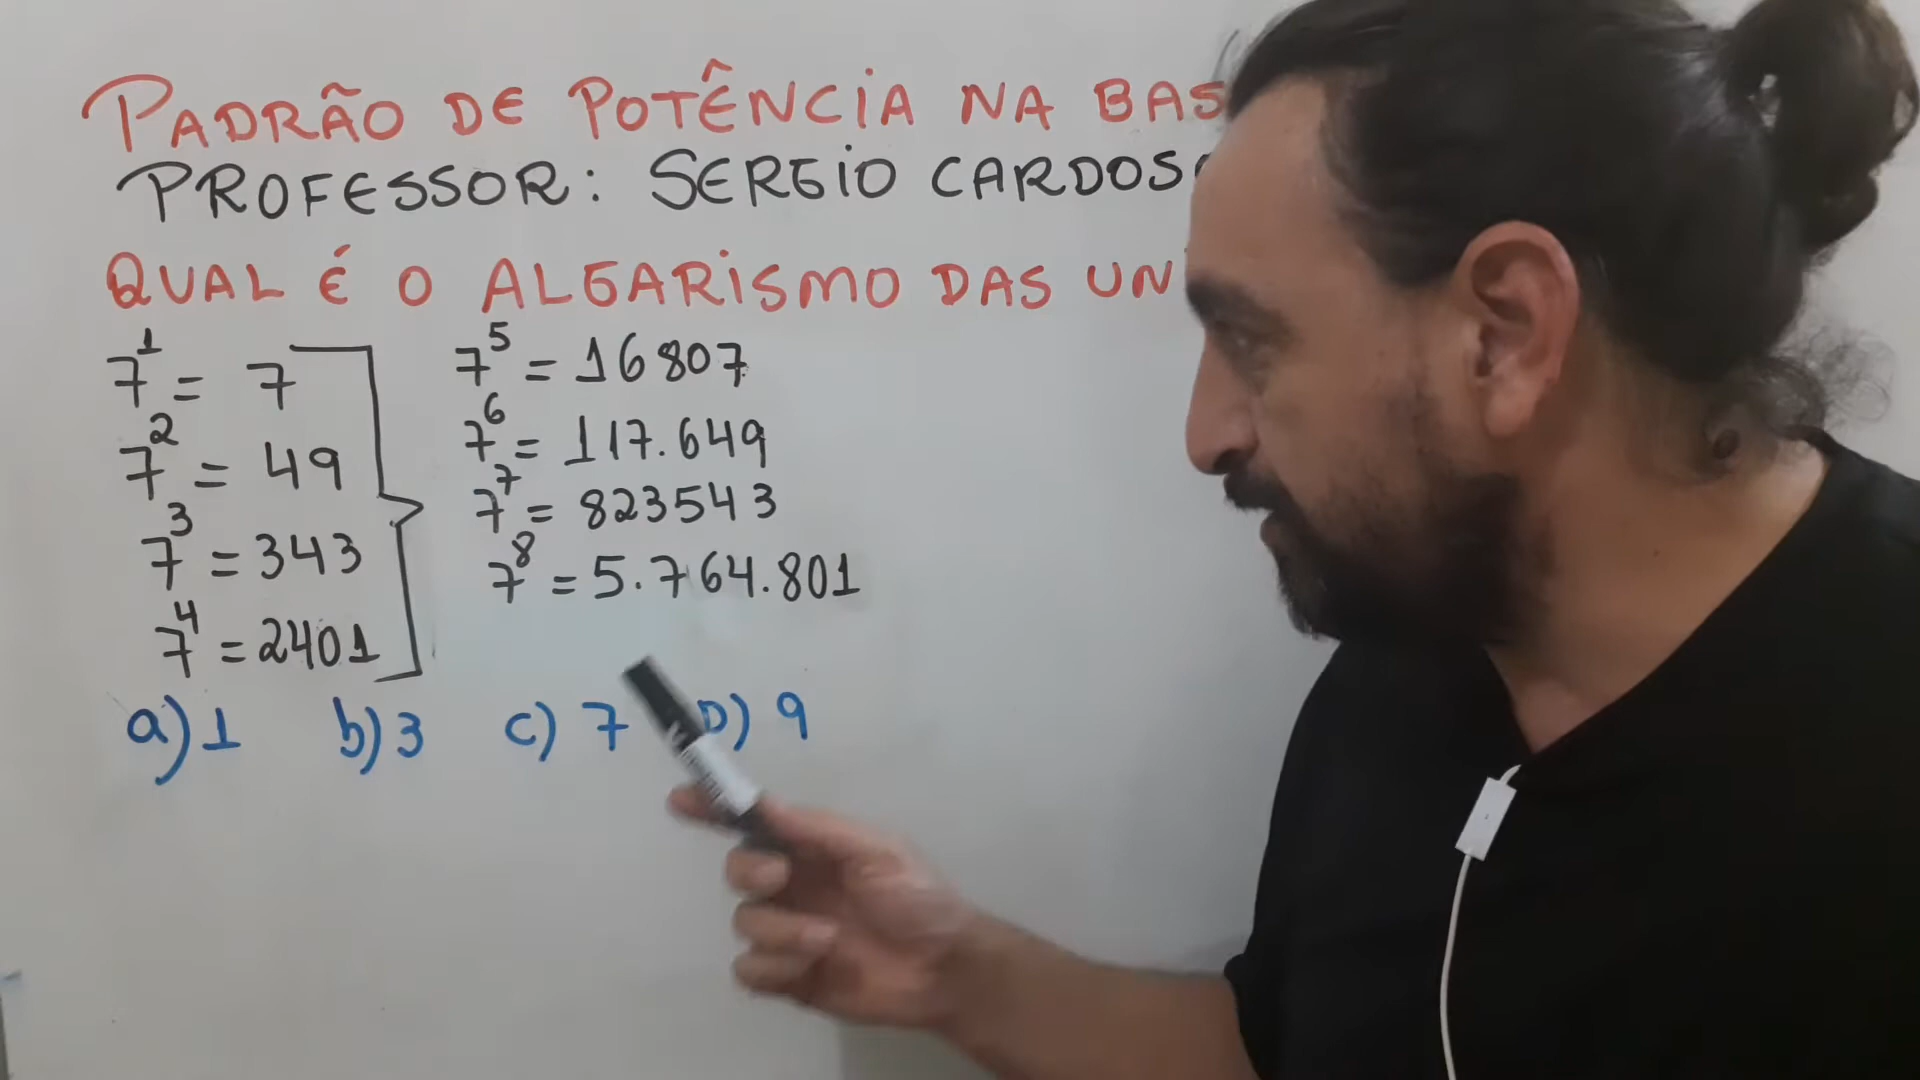 PADRÃO DE POTÊNCIA NA BAS
PROFESSOR: SERGIO CARDOSO
QUAL É O ALGARISMO DAS UNI
7¹ = 7
7² = 49
7³ = 343
7⁴ = 2401
7⁵ = 16807
7⁶ = 117.649
7⁷ = 823543
7⁸ = 5.764.801
a) 1 b) 3 c) 7 D) 9